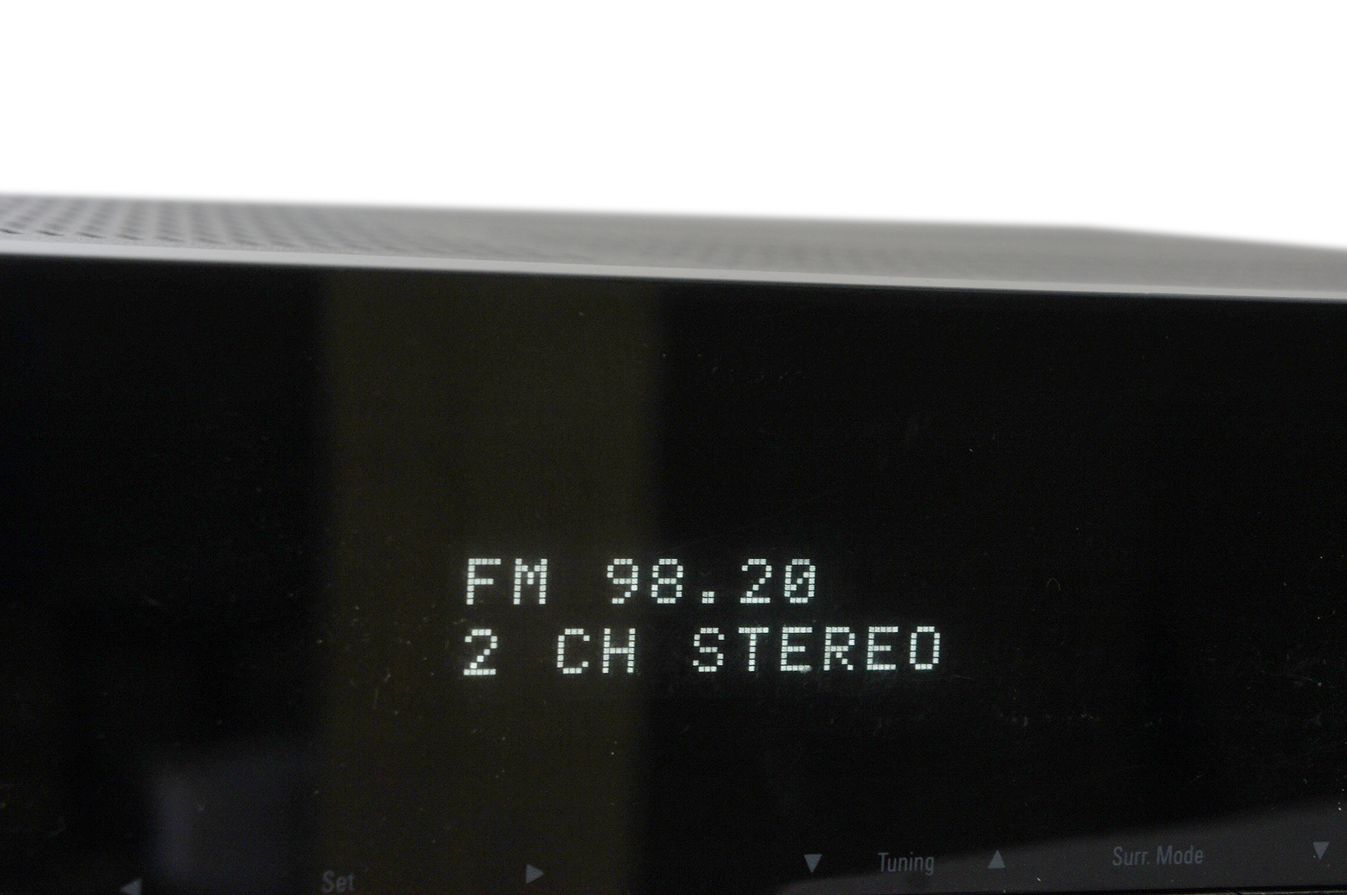 FM 98.20
2 CH STEREO
◀ Set ▶ ▼ Tuning ▲ Surr. Mode ▼